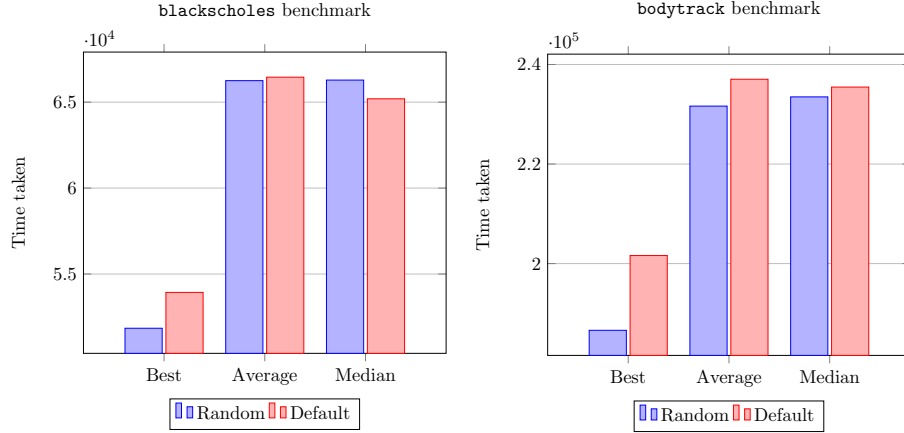 blackscholes benchmark
·10^4
6.5
6
5.5
Time taken
Best Average Median
Random Default
bodytrack benchmark
·10^5
2.4
2.2
2
Time taken
Best Average Median
Random Default